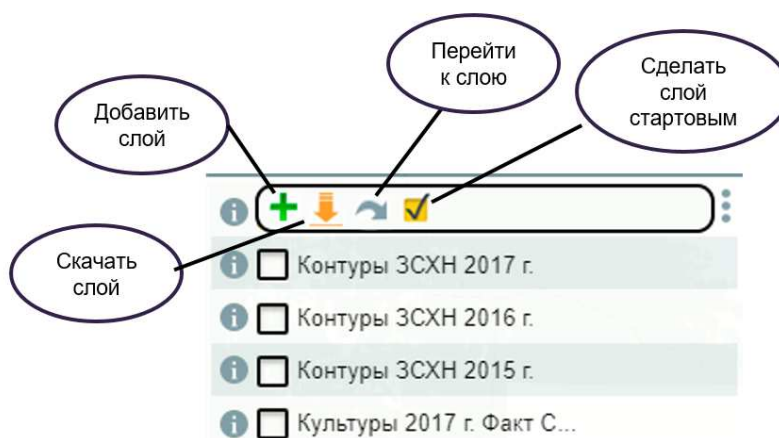 Перейти
к слою
Сделать
слой
стартовым
Добавить
слой
Скачать
слой
Контуры ЗСХН 2017 г.
Контуры ЗСХН 2016 г.
Контуры ЗСХН 2015 г.
Культуры 2017 г. Факт С...